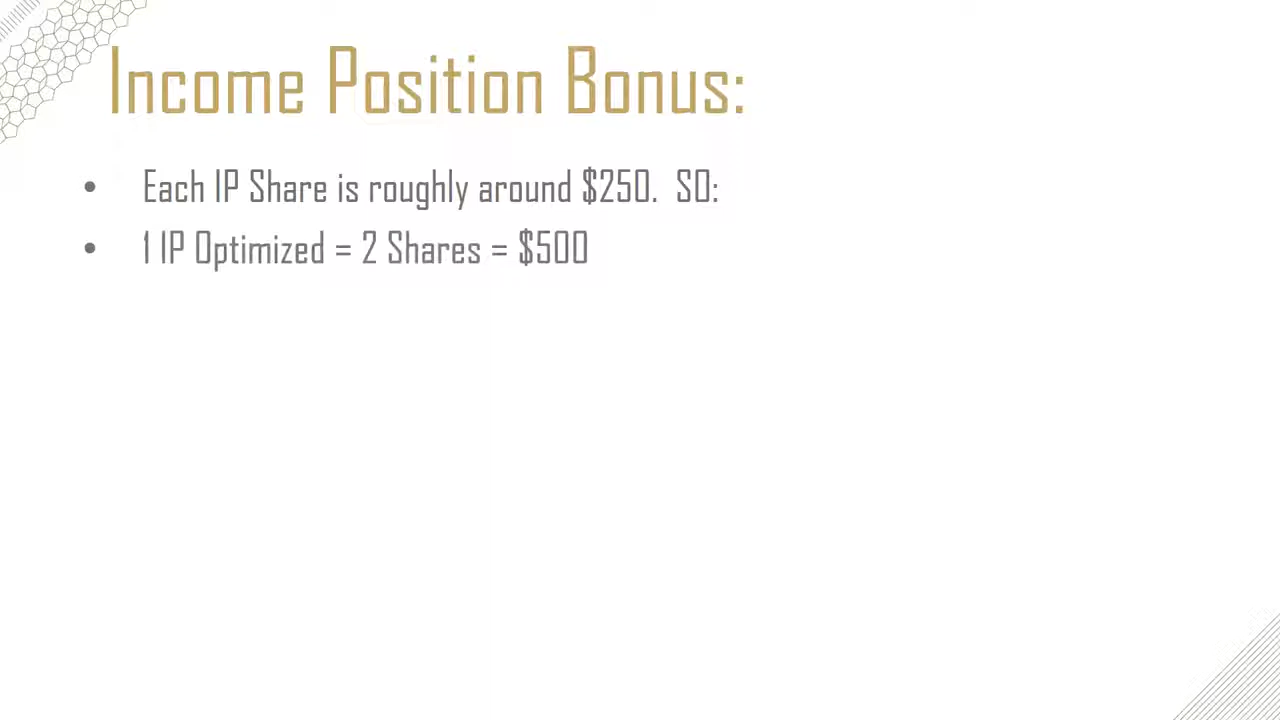 Income Position Bonus:
• Each IP Share is roughly around $250.  SO:
• 1 IP Optimized = 2 Shares = $500